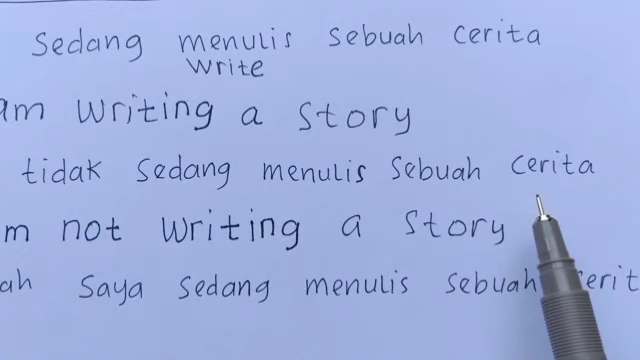 sedang menulis sebuah cerita
write
am writing a story
tidak sedang menulis sebuah cerita
not writing a story
saya sedang menulis sebuah